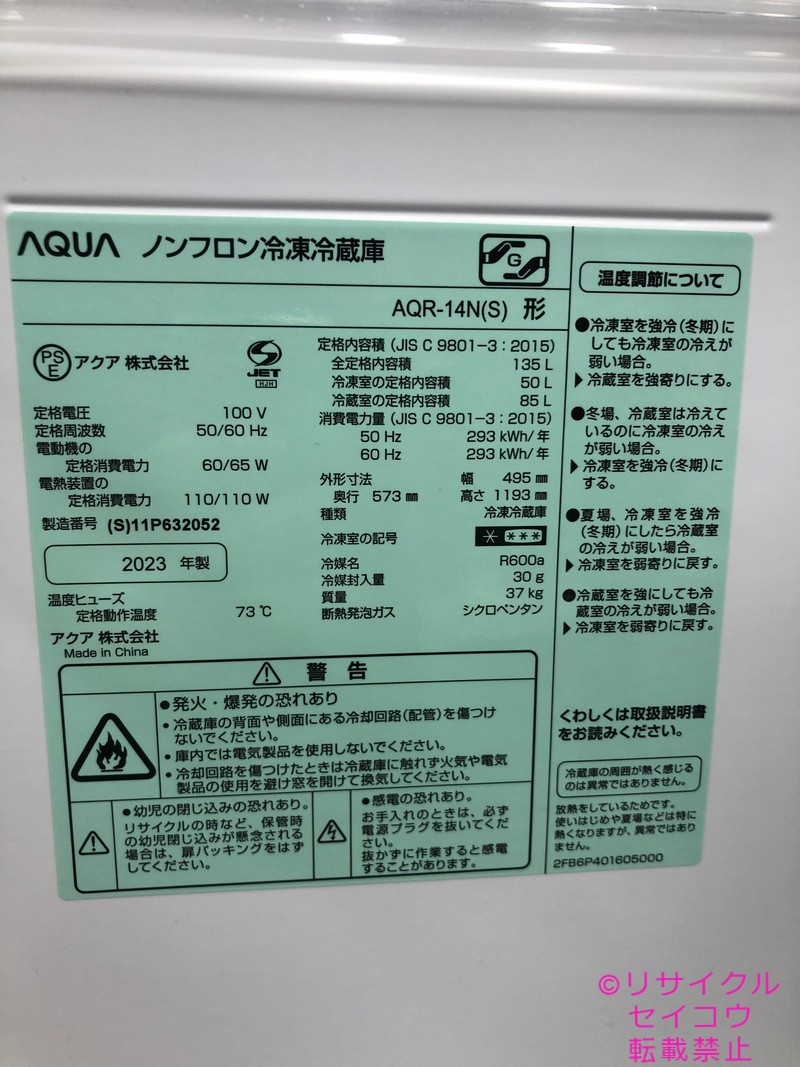 AQUA ノンフロン冷凍冷蔵庫
G
AQR-14N(S) 形
PS
E
アクア 株式会社
JET
HJH
定格電圧 100 V
定格周波数 50/60 Hz
電動機の
定格消費電力 60/65 W
電熱装置の
定格消費電力 110/110 W
製造番号 (S)11P632052
2023 年製
温度ヒューズ
定格動作温度 73 ℃
アクア 株式会社
Made in China
定格内容積 (JIS C 9801-3:2015)
全定格内容積 135 L
冷凍室の定格内容積 50 L
冷蔵室の定格内容積 85 L
消費電力量 (JIS C 9801-3:2015)
50 Hz 293 kWh/年
60 Hz 293 kWh/年
外形寸法 幅 495 ㎜
奥行 573 ㎜ 高さ 1193 ㎜
種類 冷凍冷蔵庫
冷凍室の記号 * ***
冷媒名 R600a
冷媒封入量 30 g
質量 37 kg
断熱発泡ガス シクロペンタン
警告
●発火・爆発の恐れあり
・冷蔵庫の背面や側面にある冷却回路(配管)を傷つけ
ないでください。
・庫内では電気製品を使用しないでください。
・冷却回路を傷つけたときは冷蔵庫に触れず火気や電気
製品の使用を避け窓を開けて換気してください。
●幼児の閉じ込みの恐れあり。
リサイクルの時など、保管時
の幼児閉じ込みが懸念される
場合は、扉パッキングをはず
してください。
●感電の恐れあり。
お手入れのときは、必ず
電源プラグを抜いてくだ
さい。
抜かずに作業すると感電
することがあります。
温度調節について
●冷凍室を強冷(冬期)に
しても冷凍室の冷えが
弱い場合。
▶冷蔵室を強寄りにする。
●冬場、冷蔵室は冷えて
いるのに冷凍室の冷え
が弱い場合。
▶冷凍室を強冷(冬期)に
する。
●夏場、冷凍室を強冷
(冬期)にしたら冷蔵室
の冷えが弱い場合。
▶冷凍室を弱寄りに戻す。
●冷蔵室を強にしても冷
蔵室の冷えが弱い場合。
▶冷凍室を弱寄りに戻す。
くわしくは取扱説明書
をお読みください。
冷蔵庫の周囲が熱く感じる
のは異常ではありません。
放熱をしているためです。
使いはじめや夏場などは特に
熱くなりますが、異常ではあり
ません。
2FB6P401605000
©リサイクル
セイコウ
転載禁止